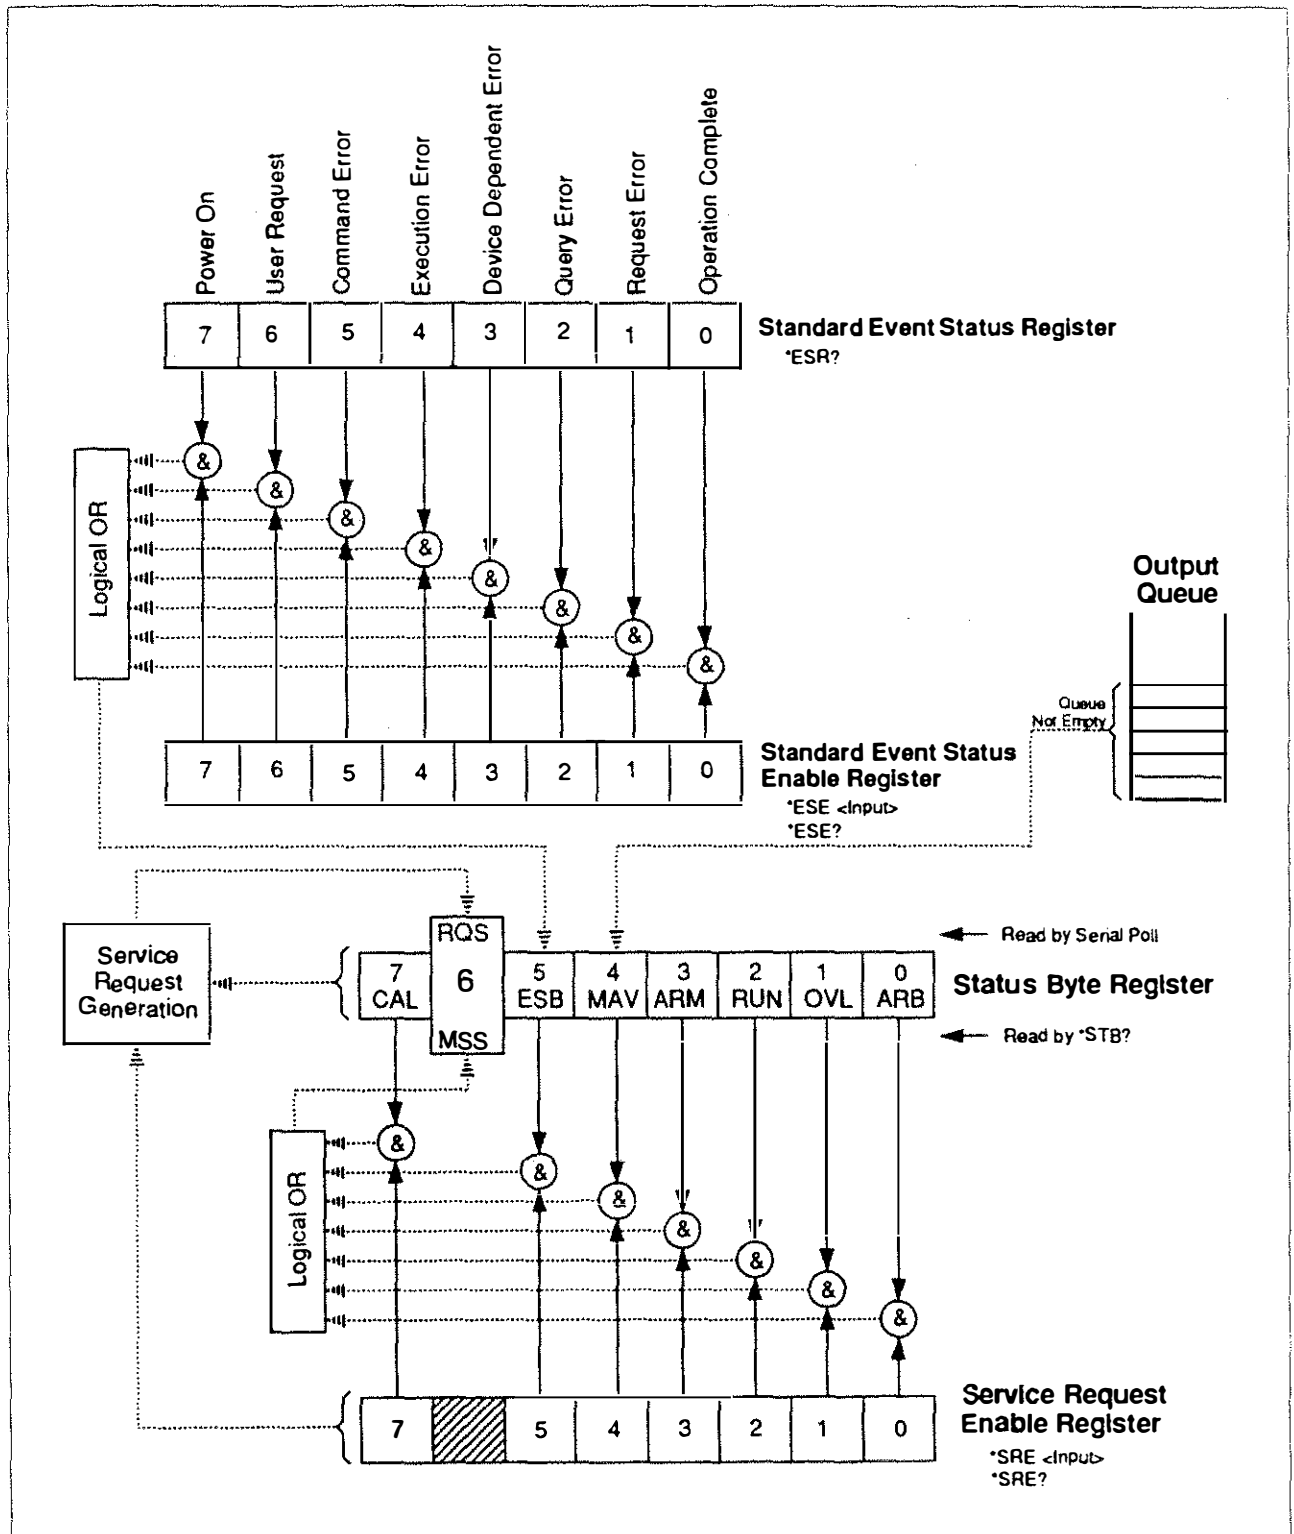 Power On
User Request
Command Error
Execution Error
Device Dependent Error
Query Error
Request Error
Operation Complete
7 6 5 4 3 2 1 0
Standard Event Status Register
*ESR?
& & & & & & & &
Logical OR
Output
Queue
Queue
Not Empty
7 6 5 4 3 2 1 0
Standard Event Status
Enable Register
*ESE <Input>
*ESE?
Service
Request
Generation
RQS
6
MSS
7 5 4 3 2 1 0
CAL ESB MAV ARM RUN OVL ARB
Read by Serial Poll
Status Byte Register
Read by *STB?
& & & & & & &
Logical OR
7 5 4 3 2 1 0
Service Request
Enable Register
*SRE <Input>
*SRE?